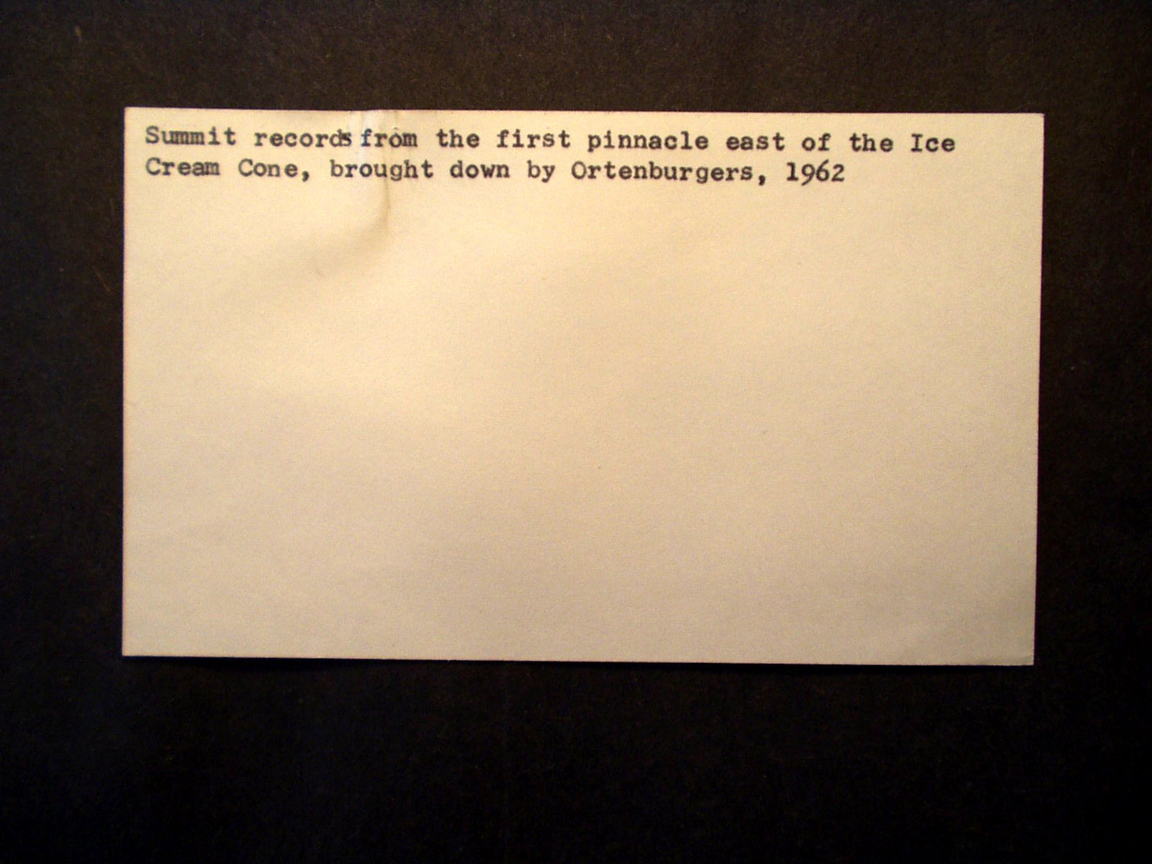 Summit records from the first pinnacle east of the Ice
Cream Cone, brought down by Ortenburgers, 1962